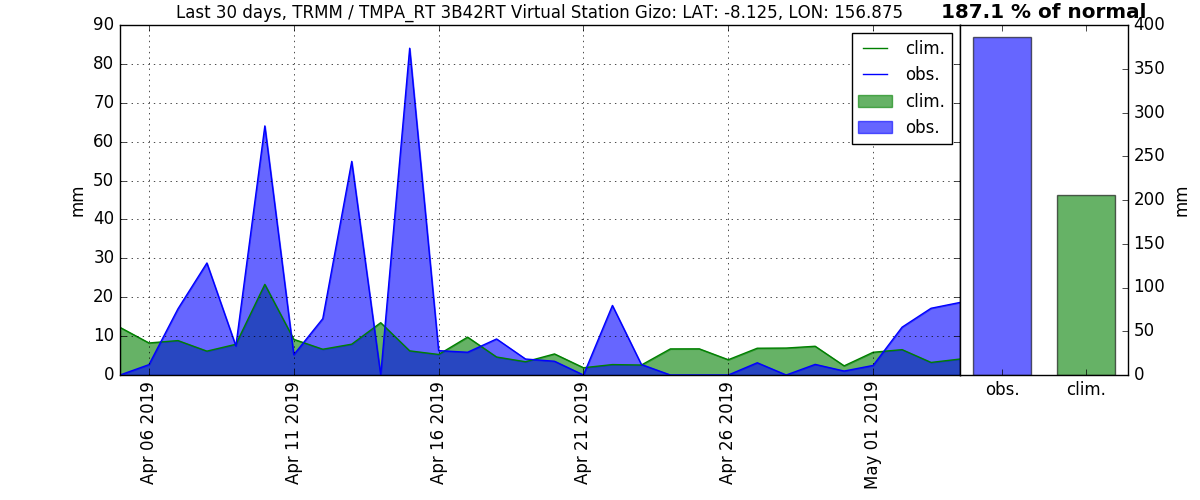 Last 30 days, TRMM / TMPA_RT 3B42RT Virtual Station Gizo: LAT: -8.125, LON: 156.875
187.1 % of normal
90
80
70
60
50
40
30
20
10
0
mm
clim.
obs.
clim.
obs.
Apr 06 2019
Apr 11 2019
Apr 16 2019
Apr 21 2019
Apr 26 2019
May 01 2019
400
350
300
250
200
150
100
50
0
mm
obs.
clim.